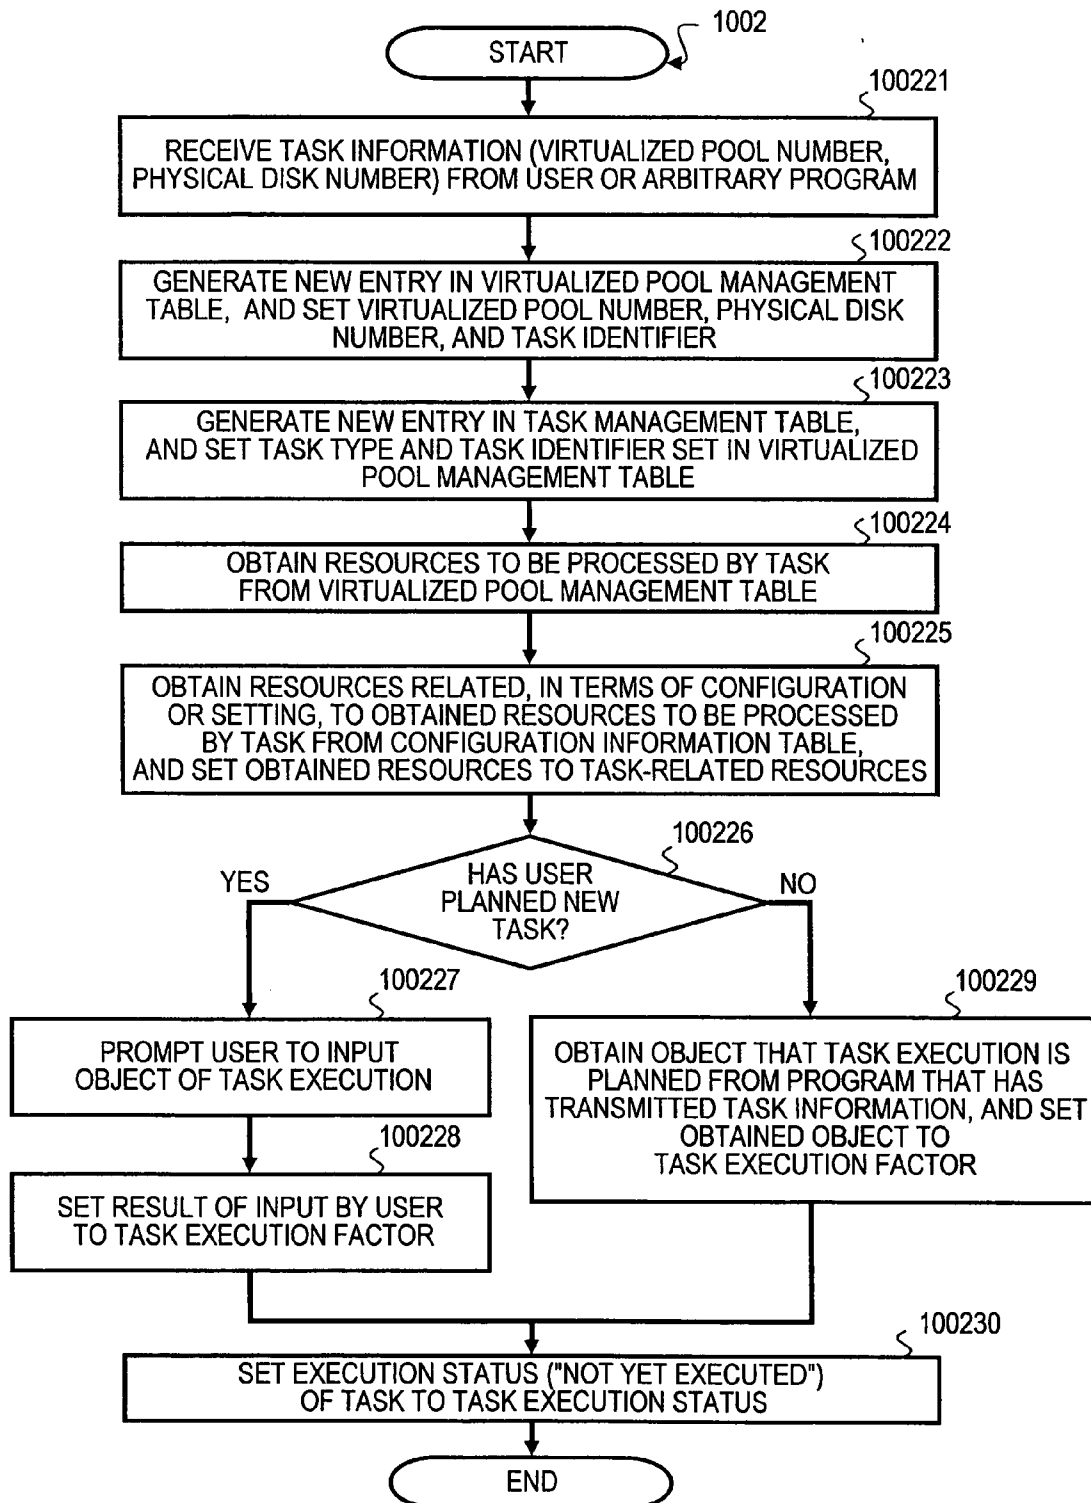 1002
START
100221
RECEIVE TASK INFORMATION (VIRTUALIZED POOL NUMBER,
PHYSICAL DISK NUMBER) FROM USER OR ARBITRARY PROGRAM
100222
GENERATE NEW ENTRY IN VIRTUALIZED POOL MANAGEMENT
TABLE, AND SET VIRTUALIZED POOL NUMBER, PHYSICAL DISK
NUMBER, AND TASK IDENTIFIER
100223
GENERATE NEW ENTRY IN TASK MANAGEMENT TABLE,
AND SET TASK TYPE AND TASK IDENTIFIER SET IN VIRTUALIZED
POOL MANAGEMENT TABLE
100224
OBTAIN RESOURCES TO BE PROCESSED BY TASK
FROM VIRTUALIZED POOL MANAGEMENT TABLE
100225
OBTAIN RESOURCES RELATED, IN TERMS OF CONFIGURATION
OR SETTING, TO OBTAINED RESOURCES TO BE PROCESSED
BY TASK FROM CONFIGURATION INFORMATION TABLE,
AND SET OBTAINED RESOURCES TO TASK-RELATED RESOURCES
100226
HAS USER
PLANNED NEW
TASK?
YES
NO
100227
PROMPT USER TO INPUT
OBJECT OF TASK EXECUTION
100228
SET RESULT OF INPUT BY USER
TO TASK EXECUTION FACTOR
100229
OBTAIN OBJECT THAT TASK EXECUTION IS
PLANNED FROM PROGRAM THAT HAS
TRANSMITTED TASK INFORMATION, AND SET
OBTAINED OBJECT TO
TASK EXECUTION FACTOR
100230
SET EXECUTION STATUS ("NOT YET EXECUTED")
OF TASK TO TASK EXECUTION STATUS
END